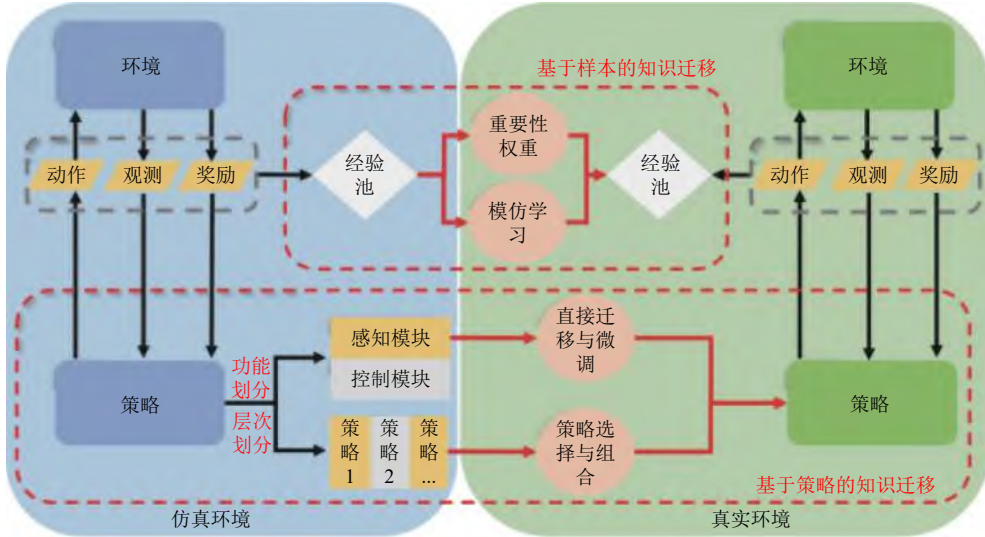 环境
环境
基于样本的知识迁移
重要性
权重
动作
观测
奖励
经验
池
经验
池
动作
观测
奖励
模仿学
习
感知模块
控制模块
直接迁
移与微
调
功能
划分
策略
策略
层次
划分
策
略
1
策
略
2
策
略
...
策略选
择与组
合
基于策略的知识迁移
仿真环境
真实环境